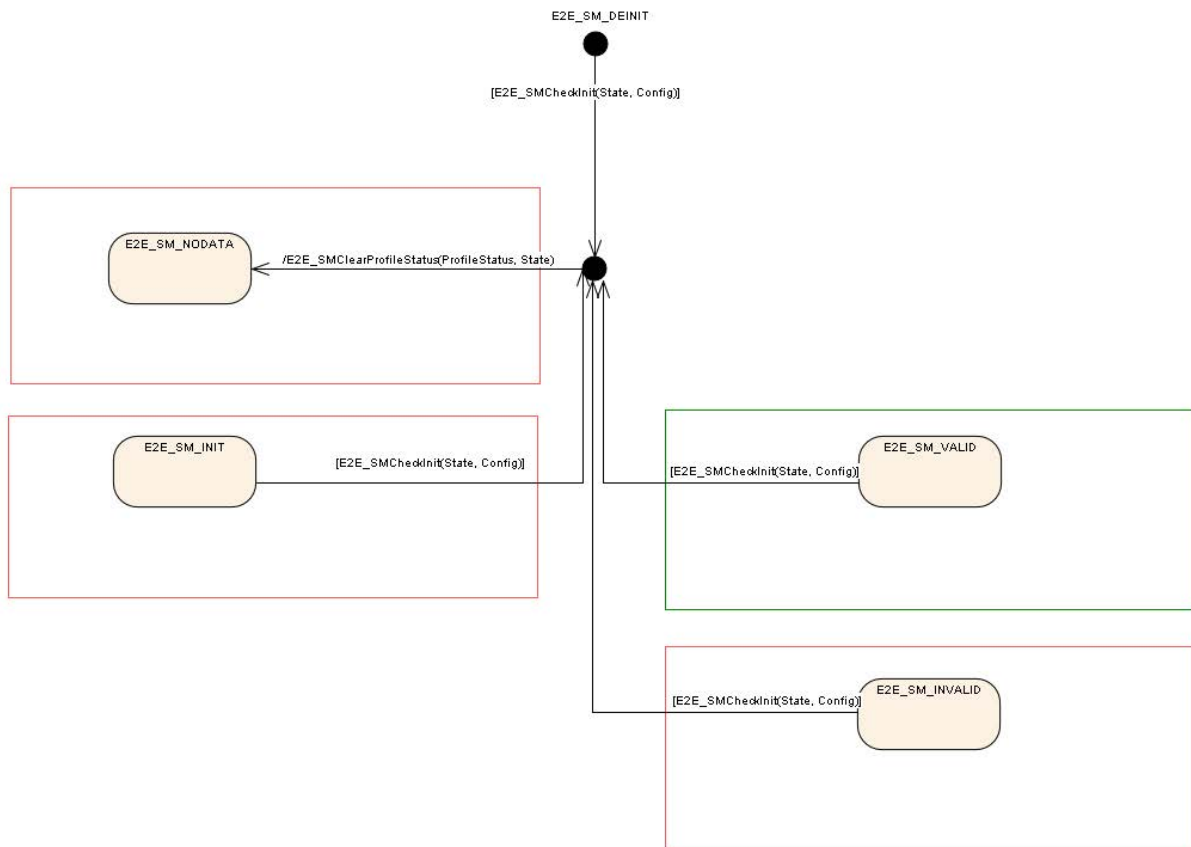 E2E_SM_DEINIT
[E2E_SMCheckInit(State, Config)]
E2E_SM_NODATA
/E2E_SMClearProfileStatus(ProfileStatus, State)
E2E_SM_INIT
[E2E_SMCheckInit(State, Config)]
E2E_SM_VALID
[E2E_SMCheckInit(State, Config)]
E2E_SM_INVALID
[E2E_SMCheckInit(State, Config)]